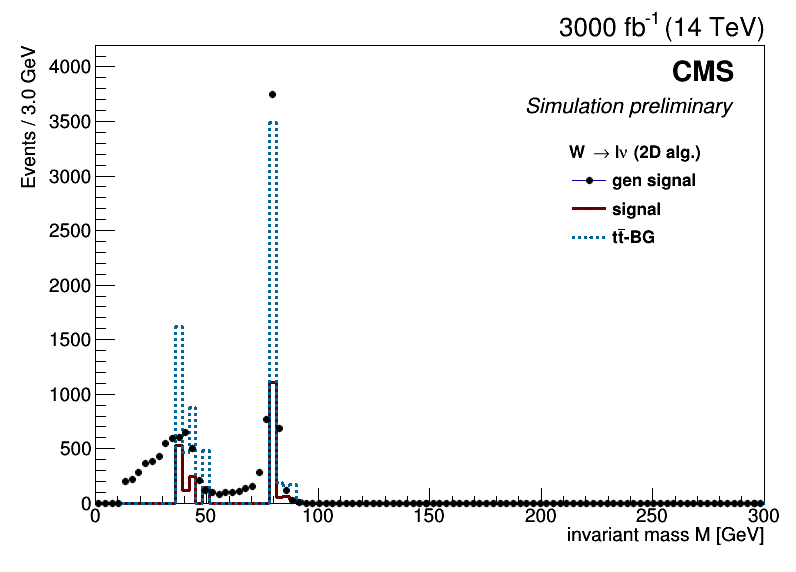 3000 fb⁻¹ (14 TeV)
CMS
Simulation preliminary
W → lν (2D alg.)
gen signal
signal
tt̄-BG
Events / 3.0 GeV
4000
3500
3000
2500
2000
1500
1000
500
0
0 50 100 150 200 250 300
invariant mass M [GeV]